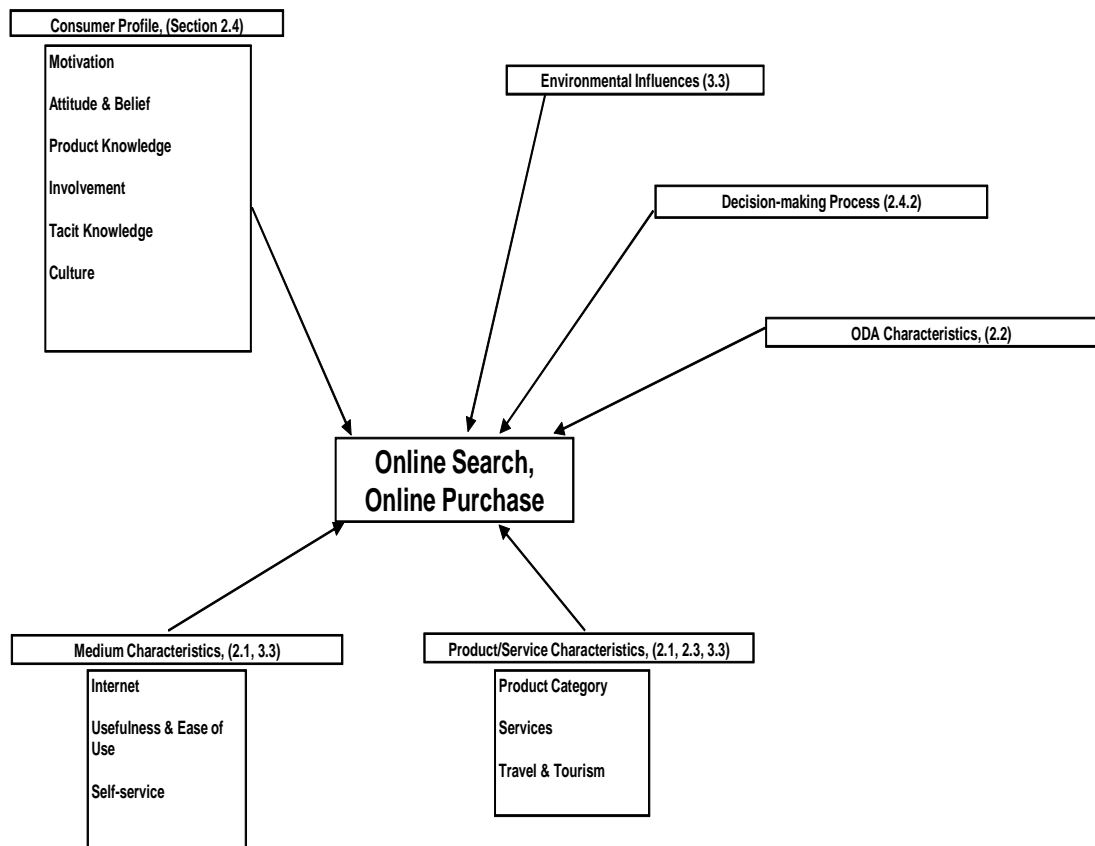 Consumer Profile, (Section 2.4)
Motivation
Attitude & Belief
Product Knowledge
Involvement
Tacit Knowledge
Culture
Environmental Influences (3.3)
Decision-making Process (2.4.2)
ODA Characteristics, (2.2)
Online Search,
Online Purchase
Medium Characteristics, (2.1, 3.3)
Internet
Usefulness & Ease of
Use
Self-service
Product/Service Characteristics, (2.1, 2.3, 3.3)
Product Category
Services
Travel & Tourism